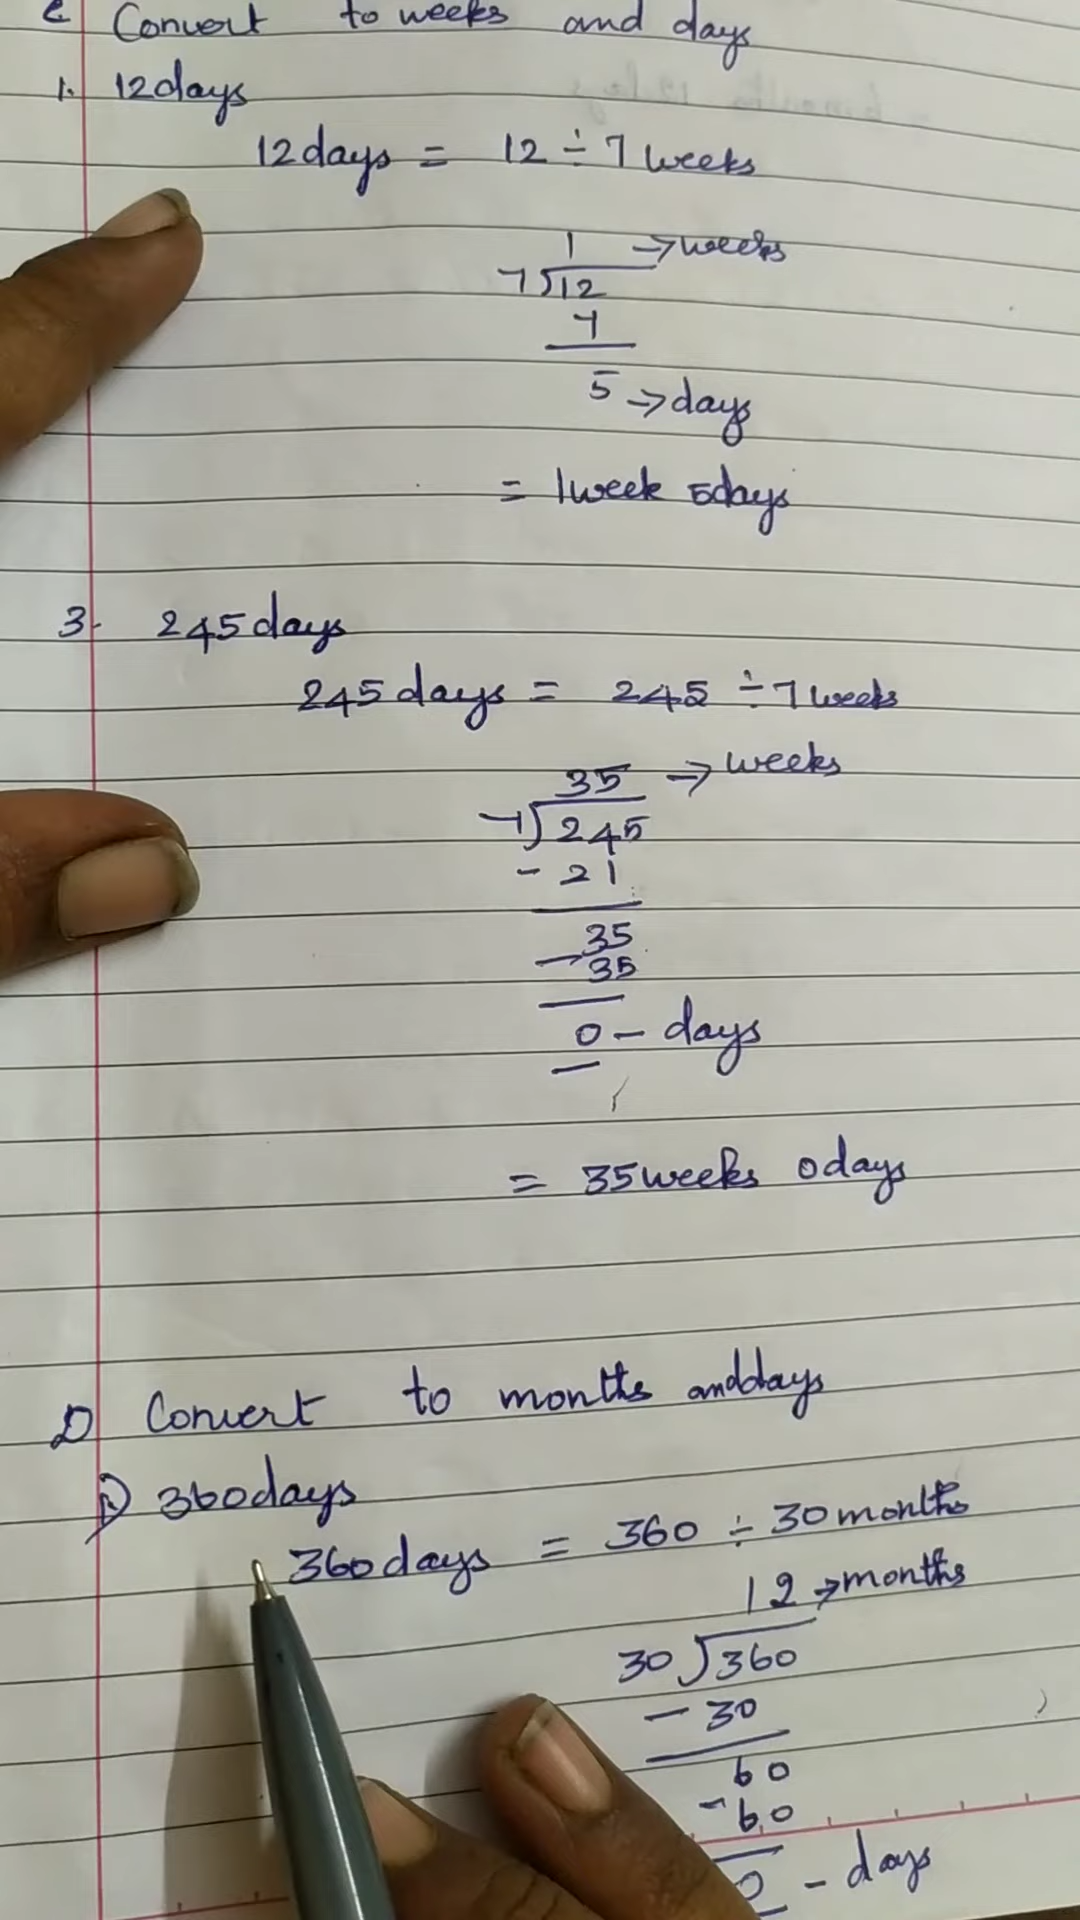 C Convert to weeks and days
1. 12days
12days = 12 ÷ 7 weeks
1 → weeks
7)12
7
5 → days
= 1week 5days
3. 245days
245days = 245 ÷ 7 weeks
35 → weeks
7)245
- 21
35
- 35
0 - days
= 35weeks 0days
D Convert to months anddays
1) 360days
360days = 360 ÷ 30 months
12 → months
30)360
- 30
60
- 60
0 - days